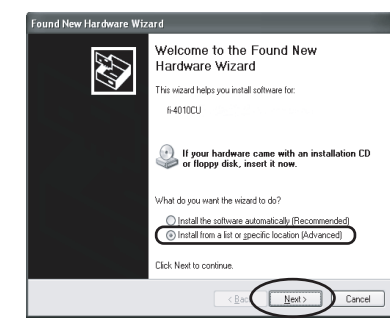 Found New Hardware Wizard
Welcome to the Found New
Hardware Wizard
This wizard helps you install software for:
fi-4010CU
If your hardware came with an installation CD
or floppy disk, insert it now.
What do you want the wizard to do?
Install the software automatically (Recommended)
Install from a list or specific location (Advanced)
Click Next to continue.
< Back Next > Cancel